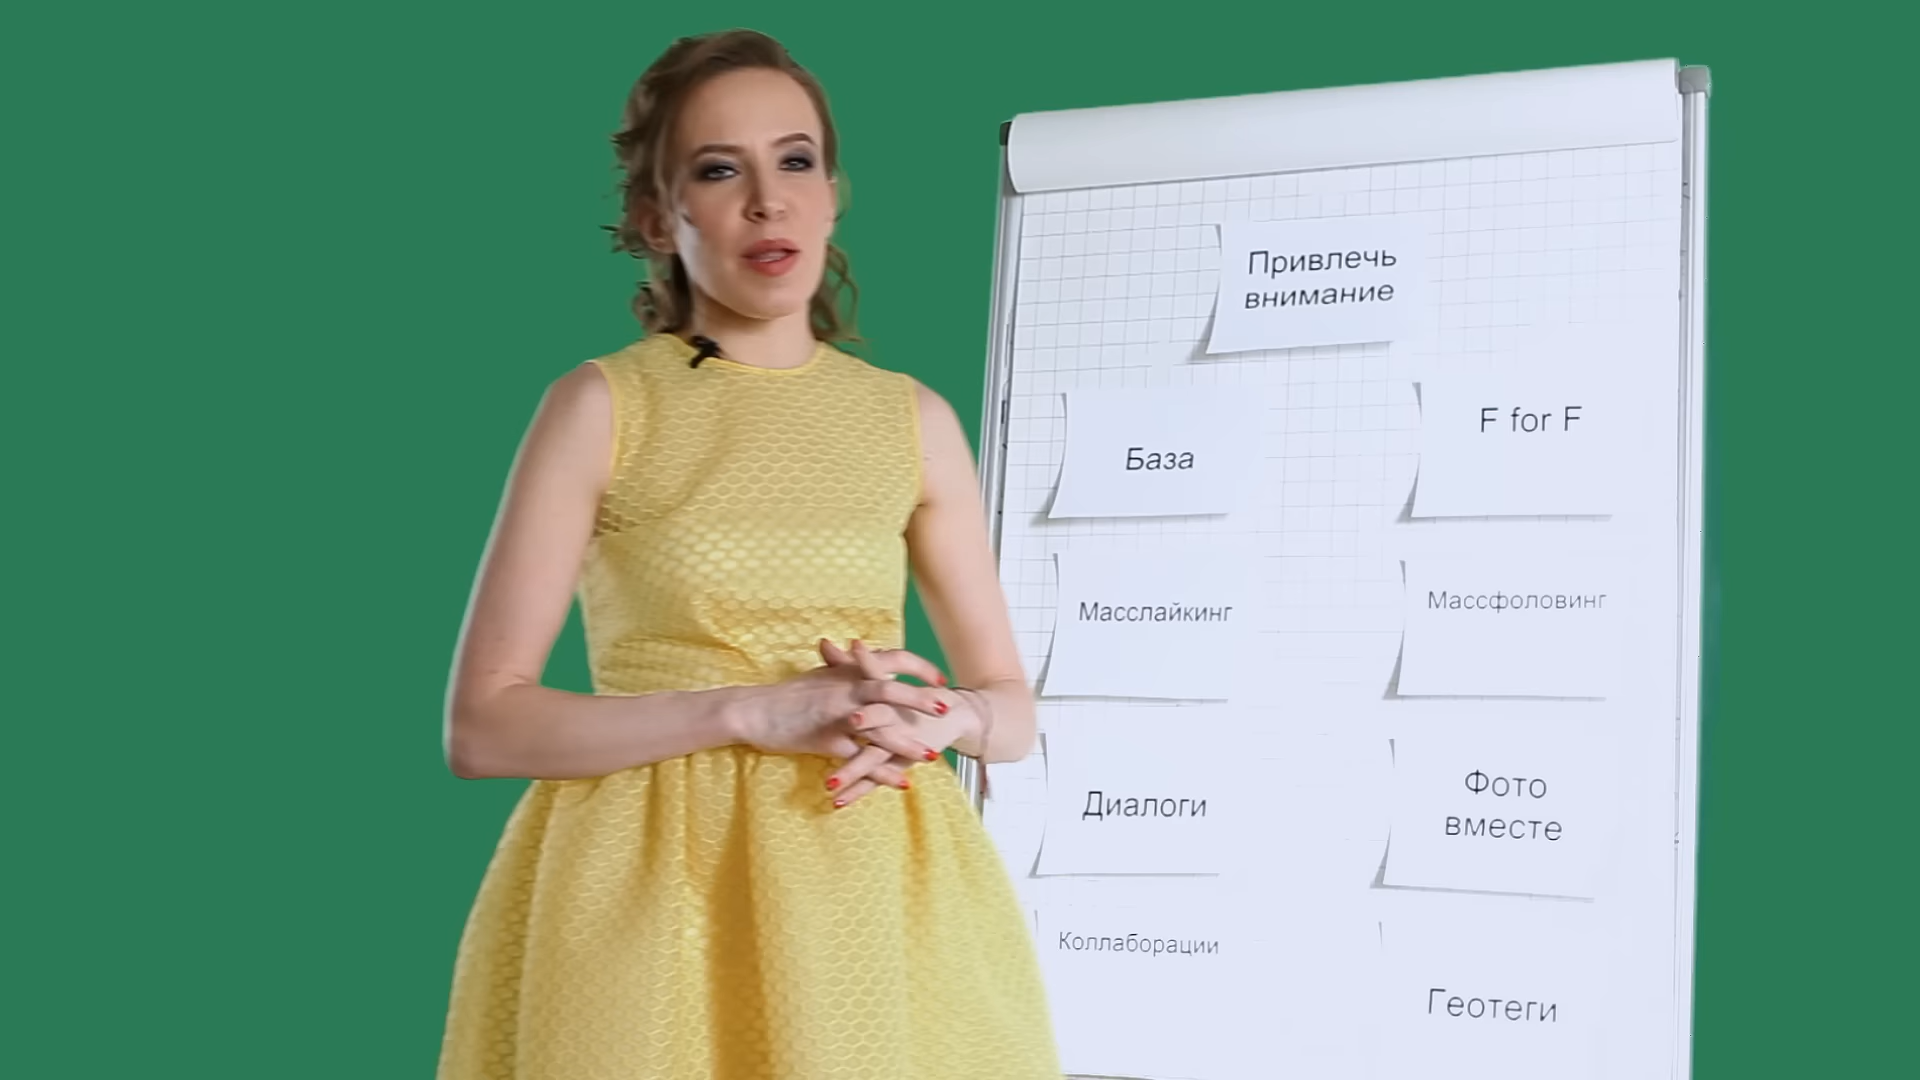 Привлечь
внимание
База
F for F
Масслайкинг
Массфоловинг
Диалоги
Фото
вместе
Коллаборации
Геотеги